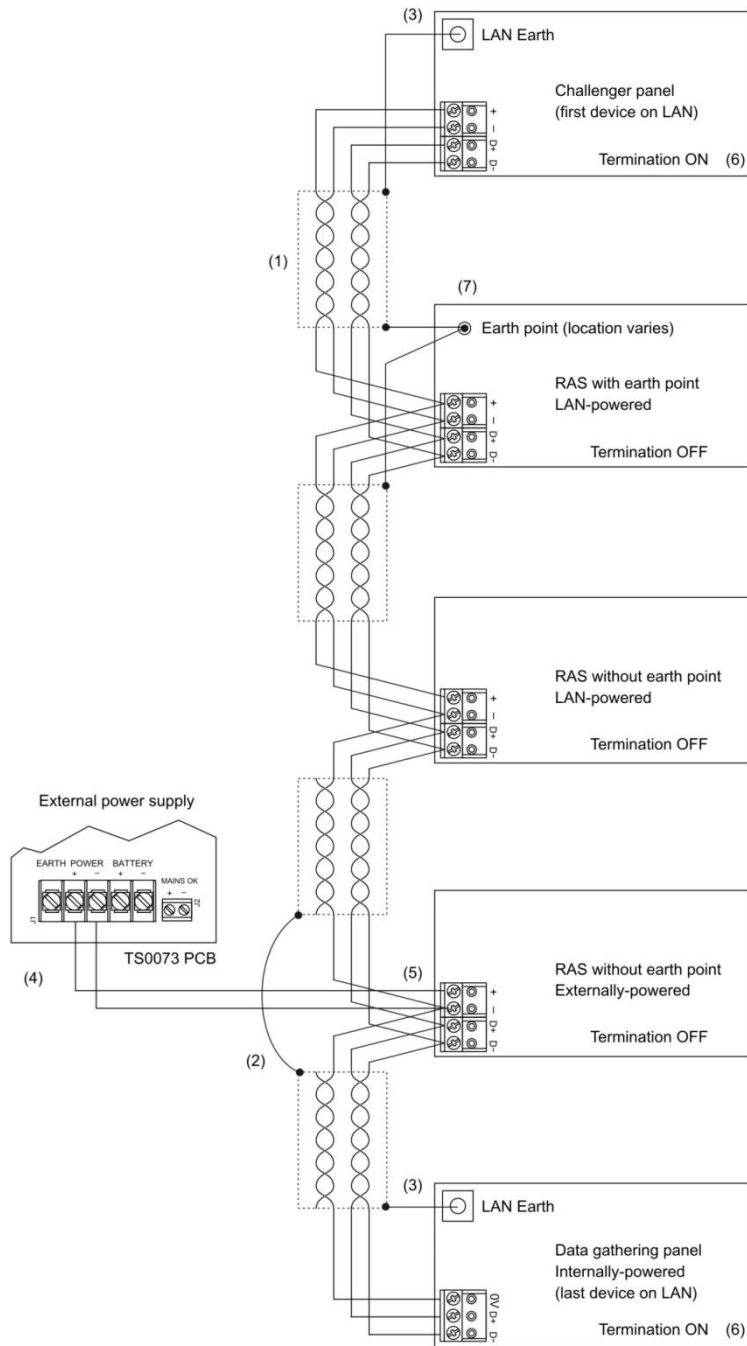 (3)
LAN Earth
Challenger panel
(first device on LAN)
+
−
D+
D-
Termination ON (6)
(1)
(7)
Earth point (location varies)
RAS with earth point
LAN-powered
+
−
D+
D-
Termination OFF
RAS without earth point
LAN-powered
+
−
D+
D-
Termination OFF
External power supply
EARTH POWER BATTERY
+ − + −
MAINS OK
+ −
J1
J2
TS0073 PCB
(4)
(5)
RAS without earth point
Externally-powered
+
−
D+
D-
Termination OFF
(2)
(3)
LAN Earth
Data gathering panel
Internally-powered
(last device on LAN)
0V
D+
D-
Termination ON (6)